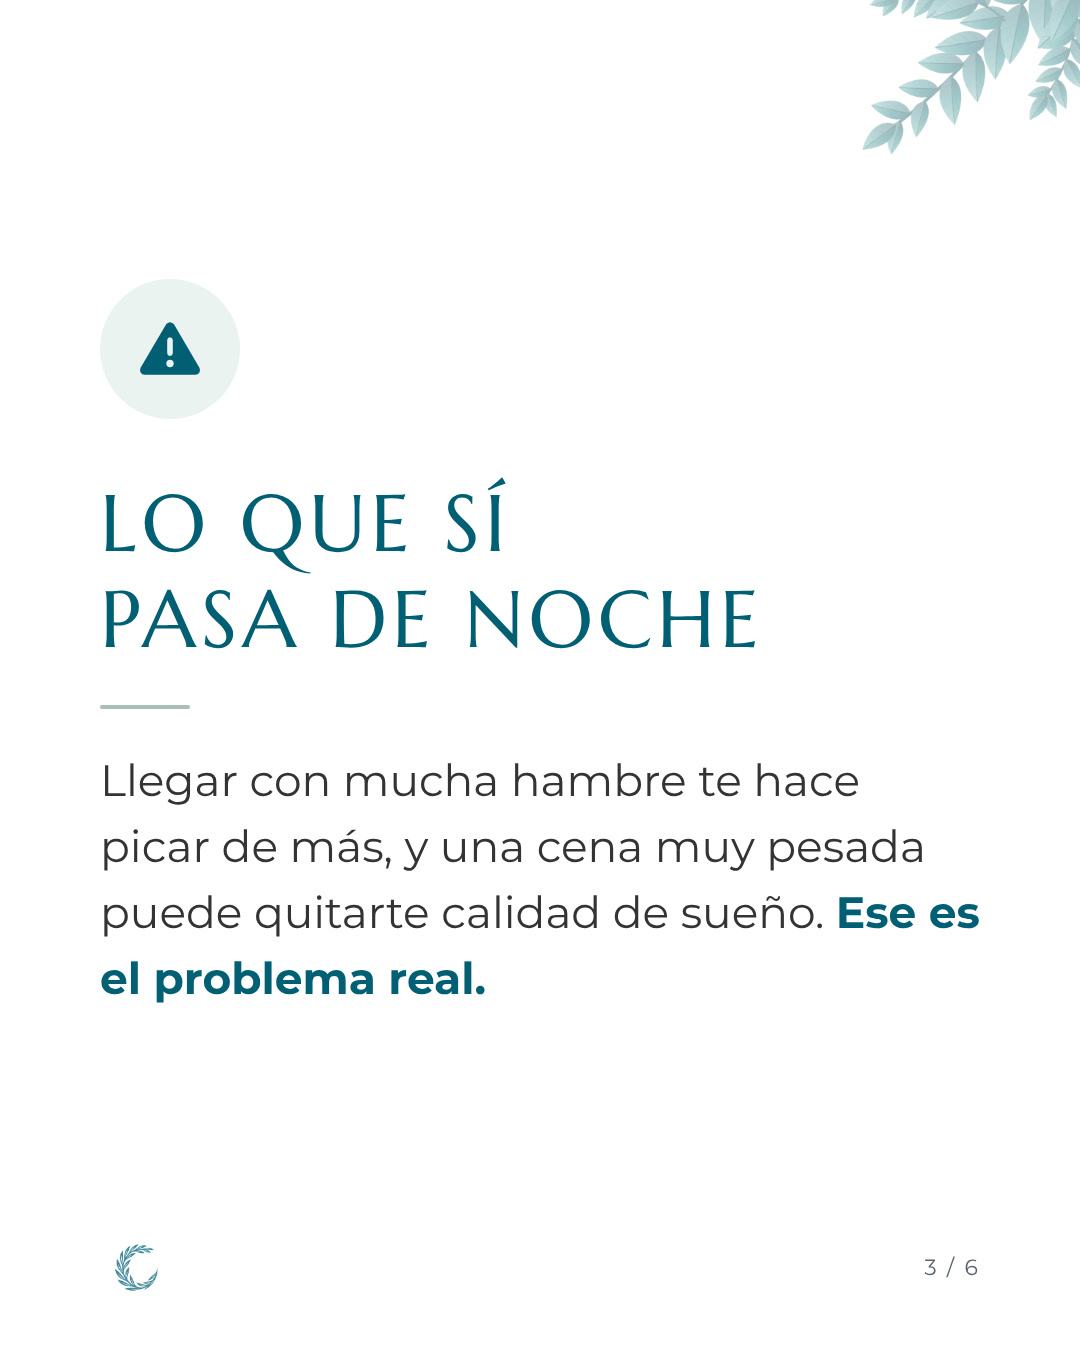 LO QUE SÍ
PASA DE NOCHE
Llegar con mucha hambre te hace
picar de más, y una cena muy pesada
puede quitarte calidad de sueño. Ese es
el problema real.
3 / 6